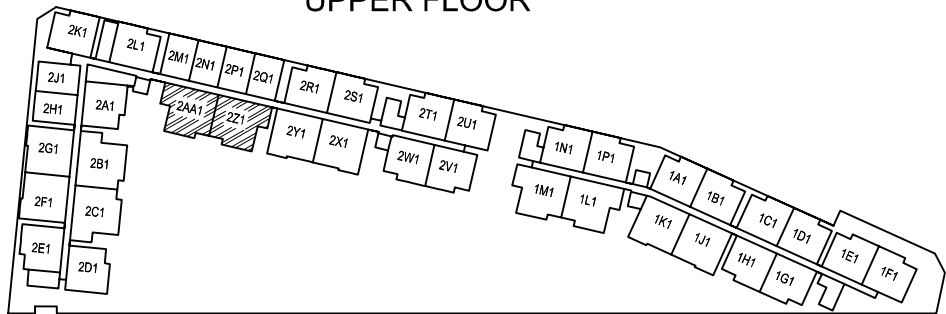 UPPER FLOOR
2K1
2L1
2M1
2N1
2P1
2Q1
2R1
2S1
2T1
2U1
2J1
2H1
2A1
2AA1
2Z1
2Y1
2X1
2W1
2V1
2G1
2B1
2F1
2C1
2E1
2D1
1N1
1P1
1M1
1L1
1A1
1B1
1C1
1D1
1E1
1F1
1K1
1J1
1H1
1G1